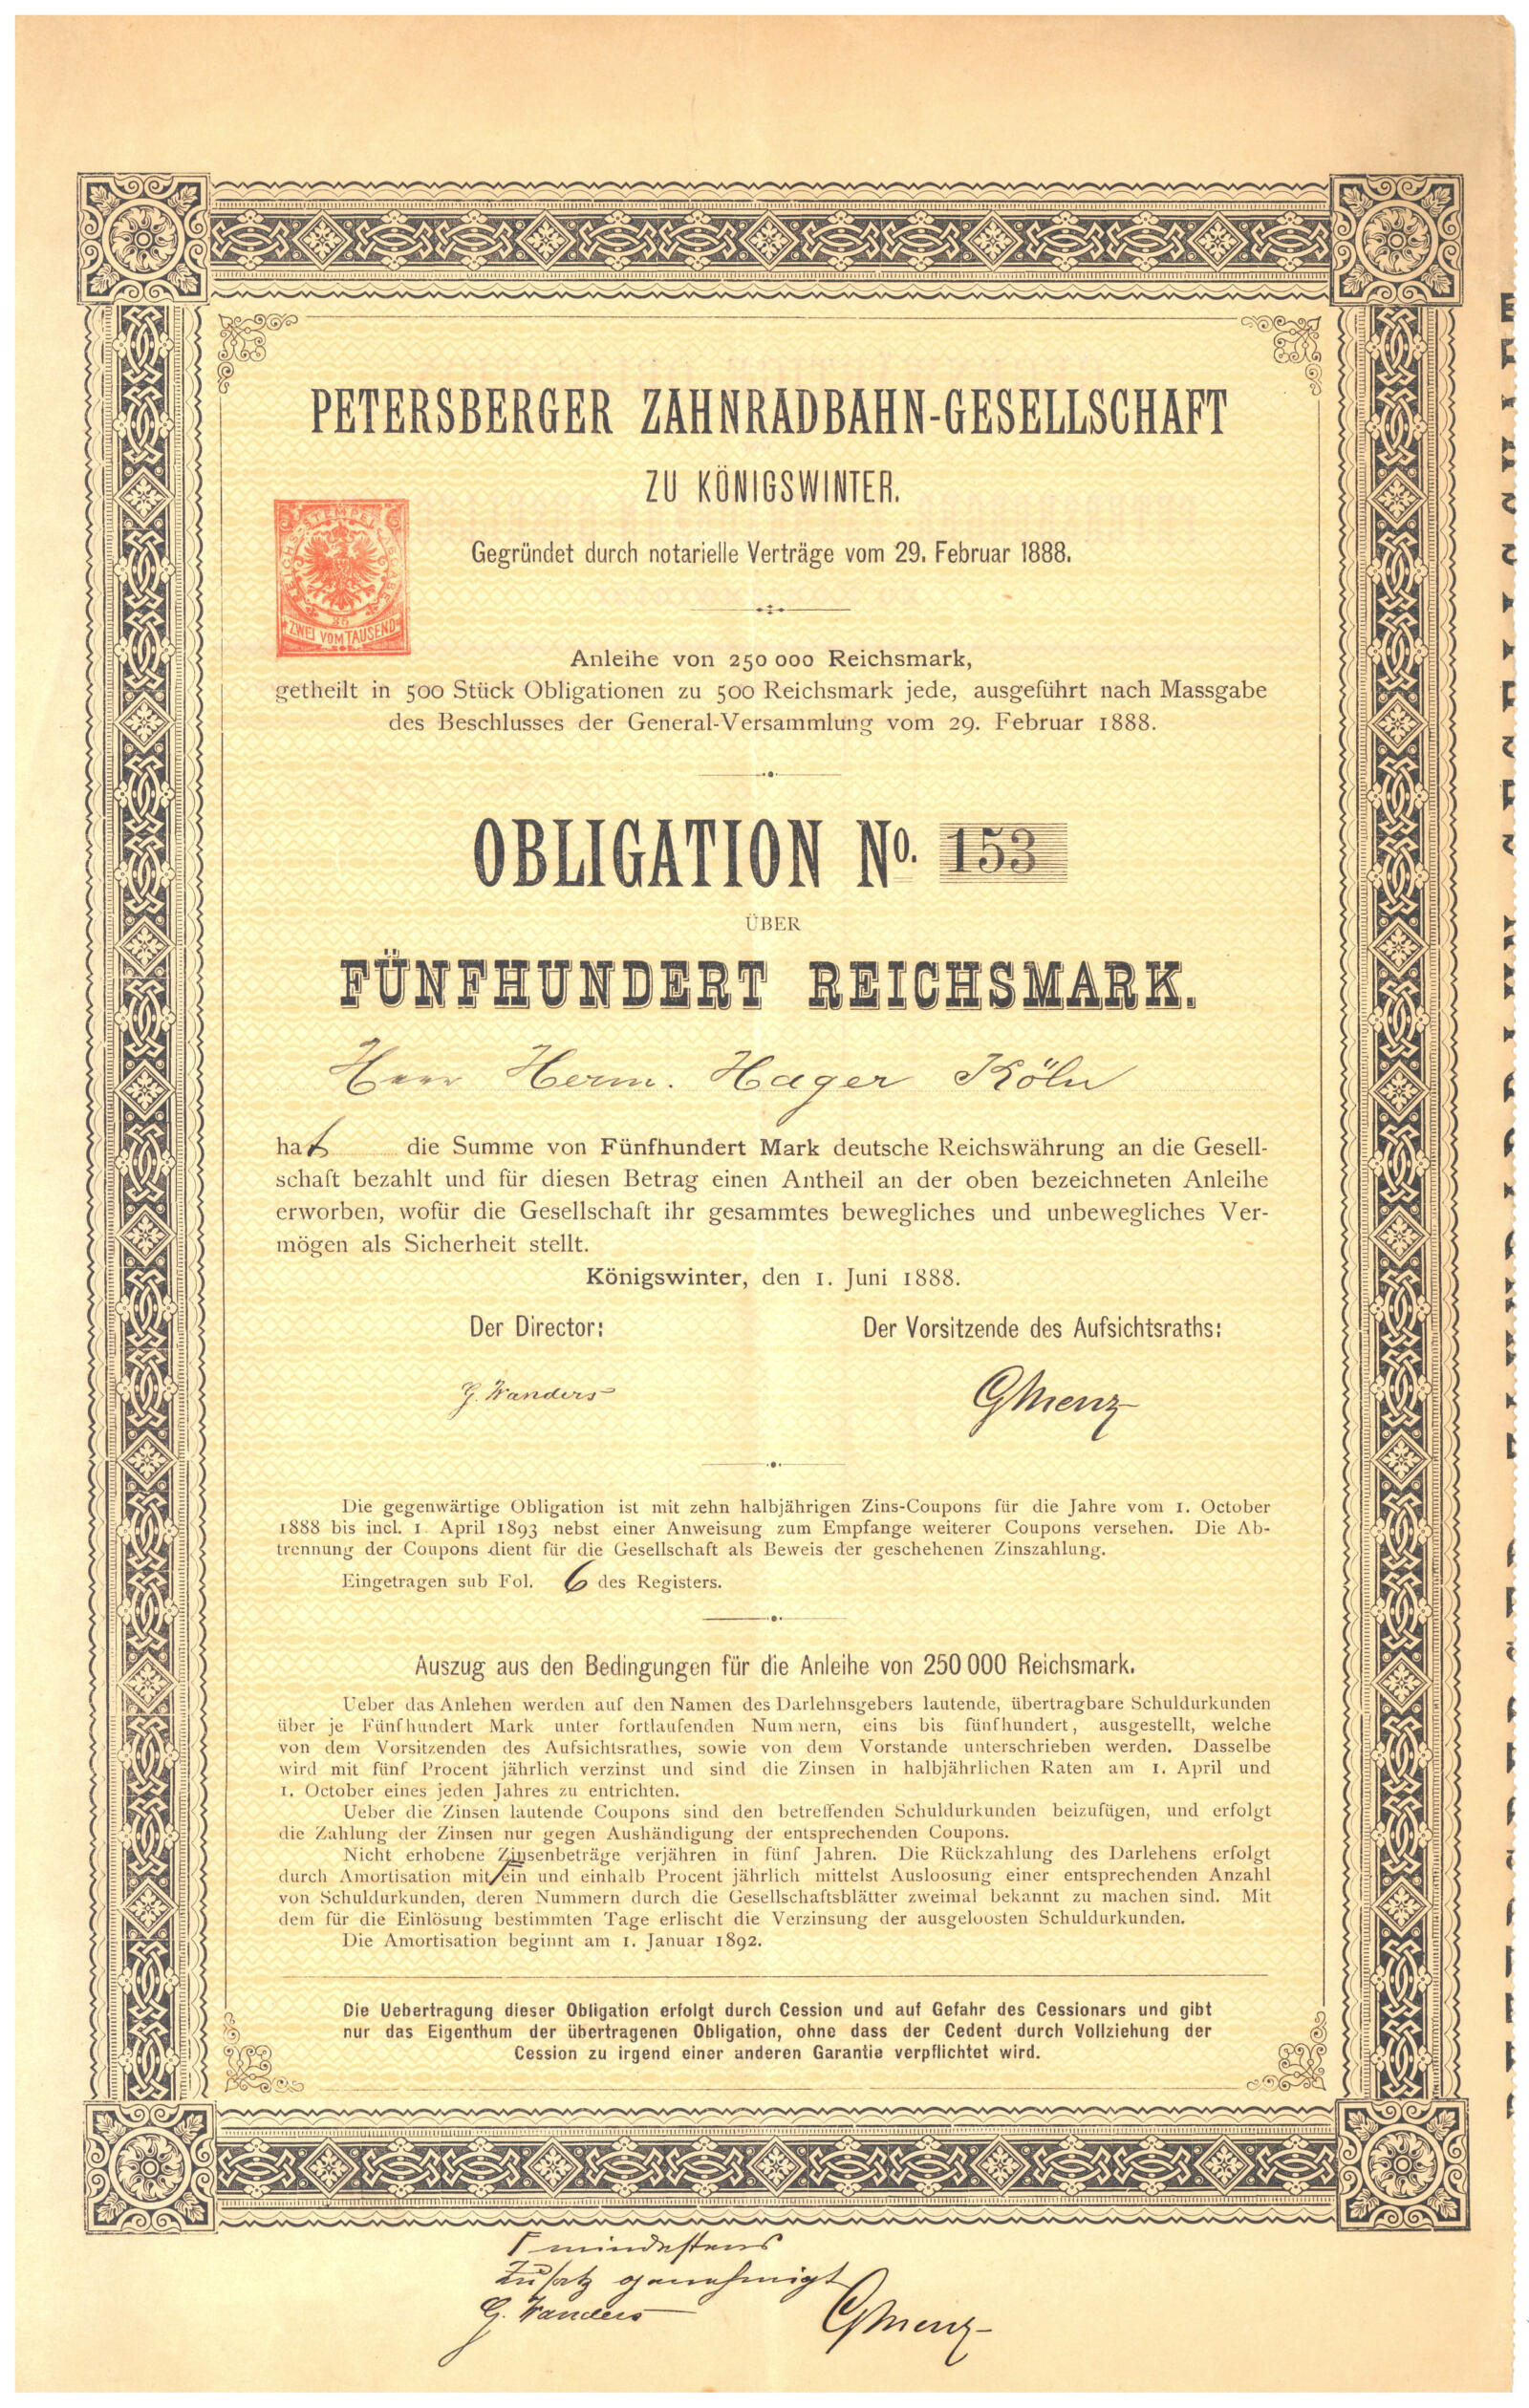 PETERSBERGER ZAHNRADBAHN-GESELLSCHAFT
ZU KÖNIGSWINTER.
REICHS-STEMPELABGABE
ZWEI VOM TAUSEND
Gegründet durch notarielle Verträge vom 29. Februar 1888.
Anleihe von 250 000 Reichsmark,
getheilt in 500 Stück Obligationen zu 500 Reichsmark jede, ausgeführt nach Massgabe
des Beschlusses der General-Versammlung vom 29. Februar 1888.
OBLIGATION No. 153
ÜBER
FÜNFHUNDERT REICHSMARK.
Herr Herm. Hager Köln
hat die Summe von Fünfhundert Mark deutsche Reichswährung an die Gesell-
schaft bezahlt und für diesen Betrag einen Antheil an der oben bezeichneten Anleihe
erworben, wofür die Gesellschaft ihr gesammtes bewegliches und unbewegliches Ver-
mögen als Sicherheit stellt.
Königswinter, den 1. Juni 1888.
Der Director: Der Vorsitzende des Aufsichtsraths:
G. Wanders GMenz
Die gegenwärtige Obligation ist mit zehn halbjährigen Zins-Coupons für die Jahre vom 1. October
1888 bis incl. 1. April 1893 nebst einer Anweisung zum Empfange weiterer Coupons versehen. Die Ab-
trennung der Coupons dient für die Gesellschaft als Beweis der geschehenen Zinszahlung.
Eingetragen sub Fol. 6 des Registers.
Auszug aus den Bedingungen für die Anleihe von 250 000 Reichsmark.
Ueber das Anlehen werden auf den Namen des Darlehnsgebers lautende, übertragbare Schuldurkunden
über je Fünfhundert Mark unter fortlaufenden Nummern, eins bis fünfhundert, ausgestellt, welche
von dem Vorsitzenden des Aufsichtsrathes, sowie von dem Vorstande unterschrieben werden. Dasselbe
wird mit fünf Procent jährlich verzinst und sind die Zinsen in halbjährlichen Raten am 1. April und
1. October eines jeden Jahres zu entrichten.
Ueber die Zinsen lautende Coupons sind den betreffenden Schuldurkunden beizufügen, und erfolgt
die Zahlung der Zinsen nur gegen Aushändigung der entsprechenden Coupons.
Nicht erhobene Zinsenbeträge verjähren in fünf Jahren. Die Rückzahlung des Darlehens erfolgt
durch Amortisation mit ein und einhalb Procent jährlich mittelst Ausloosung einer entsprechenden Anzahl
von Schuldurkunden, deren Nummern durch die Gesellschaftsblätter zweimal bekannt zu machen sind. Mit
dem für die Einlösung bestimmten Tage erlischt die Verzinsung der ausgeloosten Schuldurkunden.
Die Amortisation beginnt am 1. Januar 1892.
Die Uebertragung dieser Obligation erfolgt durch Cession und auf Gefahr des Cessionars und gibt
nur das Eigenthum der übertragenen Obligation, ohne dass der Cedent durch Vollziehung der
Cession zu irgend einer anderen Garantie verpflichtet wird.
mindestens
Zusatz genehmigt
G. Wanders GMenz